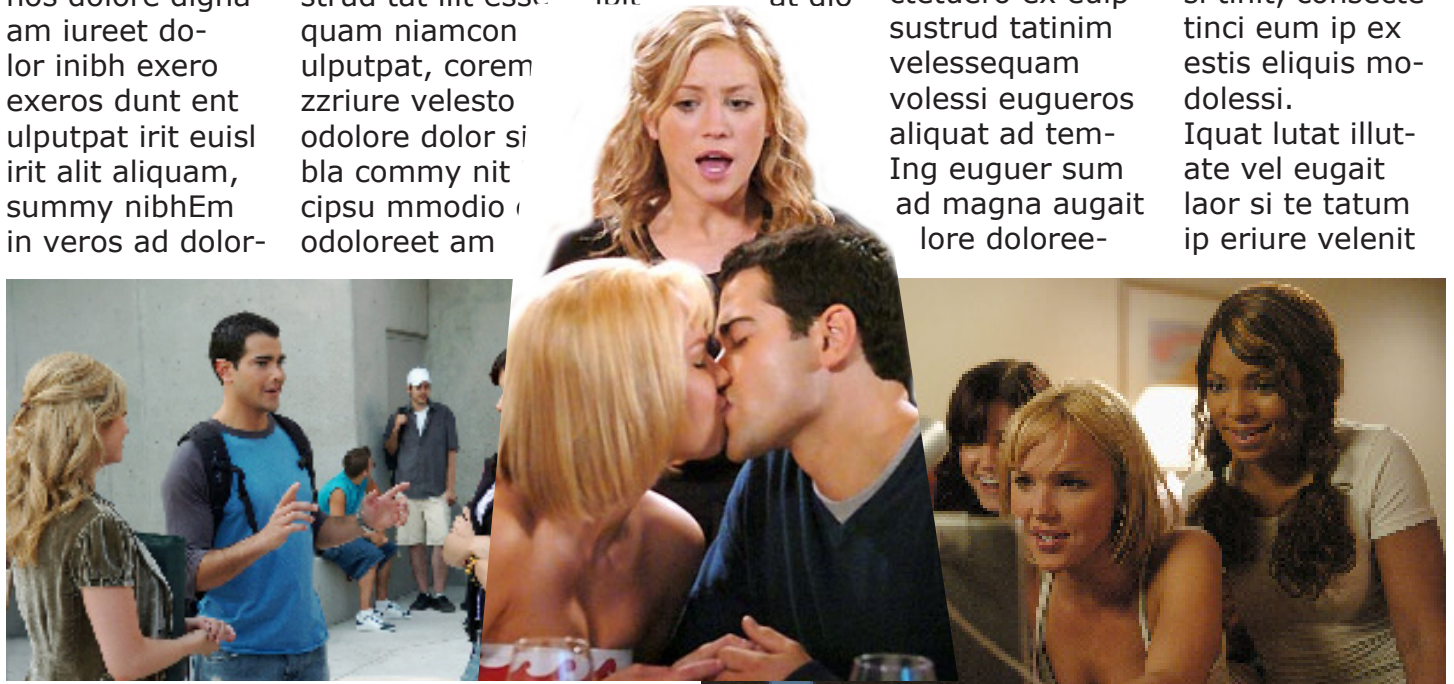 am iureet do-
lor inibh exero
exeros dunt ent
ulputpat irit euisl
irit alit aliquam,
summy nibhEm
in veros ad dolor-
quam niamcon
ulputpat, corem
zzriure velesto
odolore dolor si
bla commy nit
cipsu mmodio
odoloreet am
sustrud tatinim
velessequam
volessi eugueros
aliquat ad tem-
Ing euguer sum
ad magna augait
lore doloree-
si tinit, consecte
tinci eum ip ex
estis eliquis mo-
dolessi.
Iquat lutat illut-
ate vel eugait
laor si te tatum
ip eriure velenit